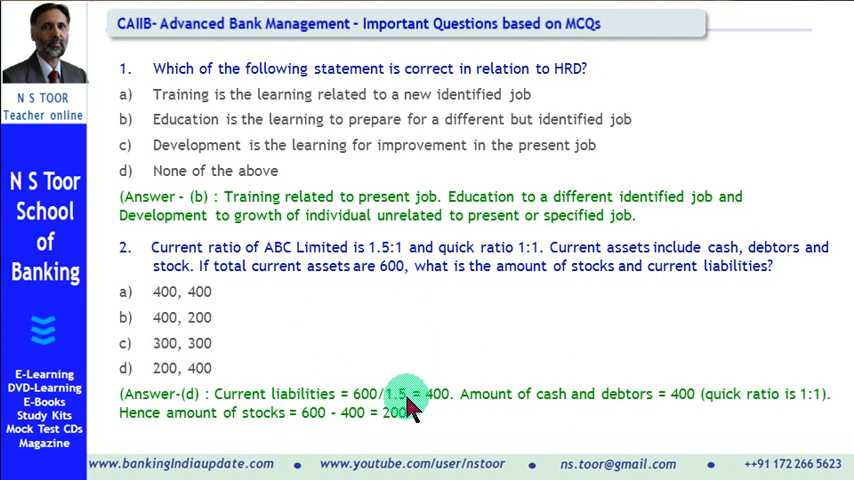 CAIIB- Advanced Bank Management - Important Questions based on MCQs
N S TOOR
Teacher online
N S Toor
School
of
Banking
E-Learning
DVD-Learning
E-Books
Study Kits
Mock Test CDs
Magazine
1. Which of the following statement is correct in relation to HRD?
a) Training is the learning related to a new identified job
b) Education is the learning to prepare for a different but identified job
c) Development is the learning for improvement in the present job
d) None of the above
(Answer - (b) : Training related to present job. Education to a different identified job and
Development to growth of individual unrelated to present or specified job.
2. Current ratio of ABC Limited is 1.5:1 and quick ratio 1:1. Current assets include cash, debtors and
stock. If total current assets are 600, what is the amount of stocks and current liabilities?
a) 400, 400
b) 400, 200
c) 300, 300
d) 200, 400
(Answer-(d) : Current liabilities = 600/1.5 = 400. Amount of cash and debtors = 400 (quick ratio is 1:1).
Hence amount of stocks = 600 - 400 = 200)
www.bankingIndiaupdate.com ● www.youtube.com/user/nstoor ● ns.toor@gmail.com ● ++91 172 266 5623